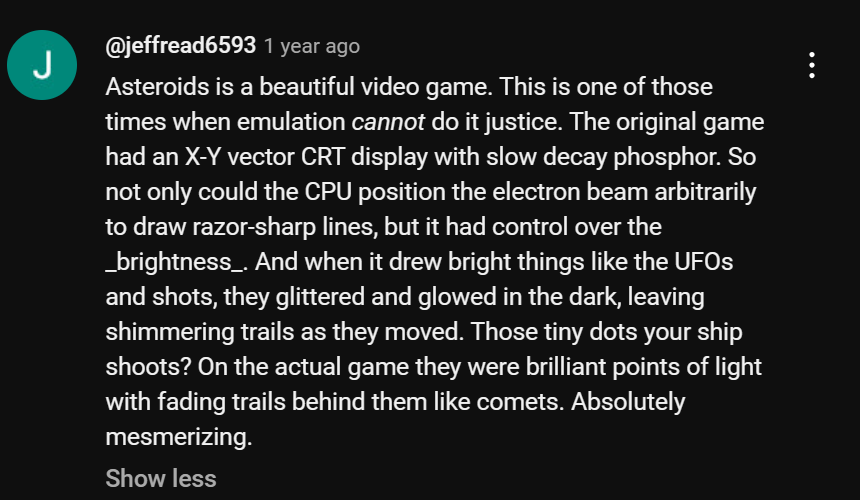 J
@jeffread6593 1 year ago
Asteroids is a beautiful video game. This is one of those
times when emulation cannot do it justice. The original game
had an X-Y vector CRT display with slow decay phosphor. So
not only could the CPU position the electron beam arbitrarily
to draw razor-sharp lines, but it had control over the
_brightness_. And when it drew bright things like the UFOs
and shots, they glittered and glowed in the dark, leaving
shimmering trails as they moved. Those tiny dots your ship
shoots? On the actual game they were brilliant points of light
with fading trails behind them like comets. Absolutely
mesmerizing.
Show less